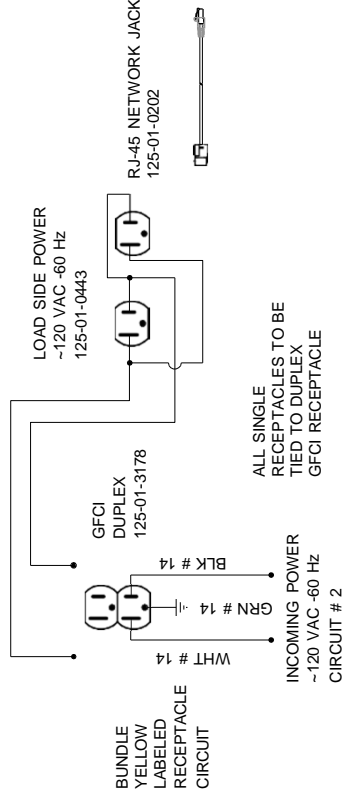 BUNDLE
YELLOW
LABELED
RECEPTACLE
CIRCUIT
GFCI
DUPLEX
125-01-3178
WHT # 14
GRN # 14
BLK # 14
INCOMING POWER
~120 VAC -60 Hz
CIRCUIT # 2
LOAD SIDE POWER
~120 VAC -60 Hz
125-01-0443
ALL SINGLE
RECEPTACLES TO BE
TIED TO DUPLEX
GFCI RECEPTACLE
RJ-45 NETWORK JACK
125-01-0202